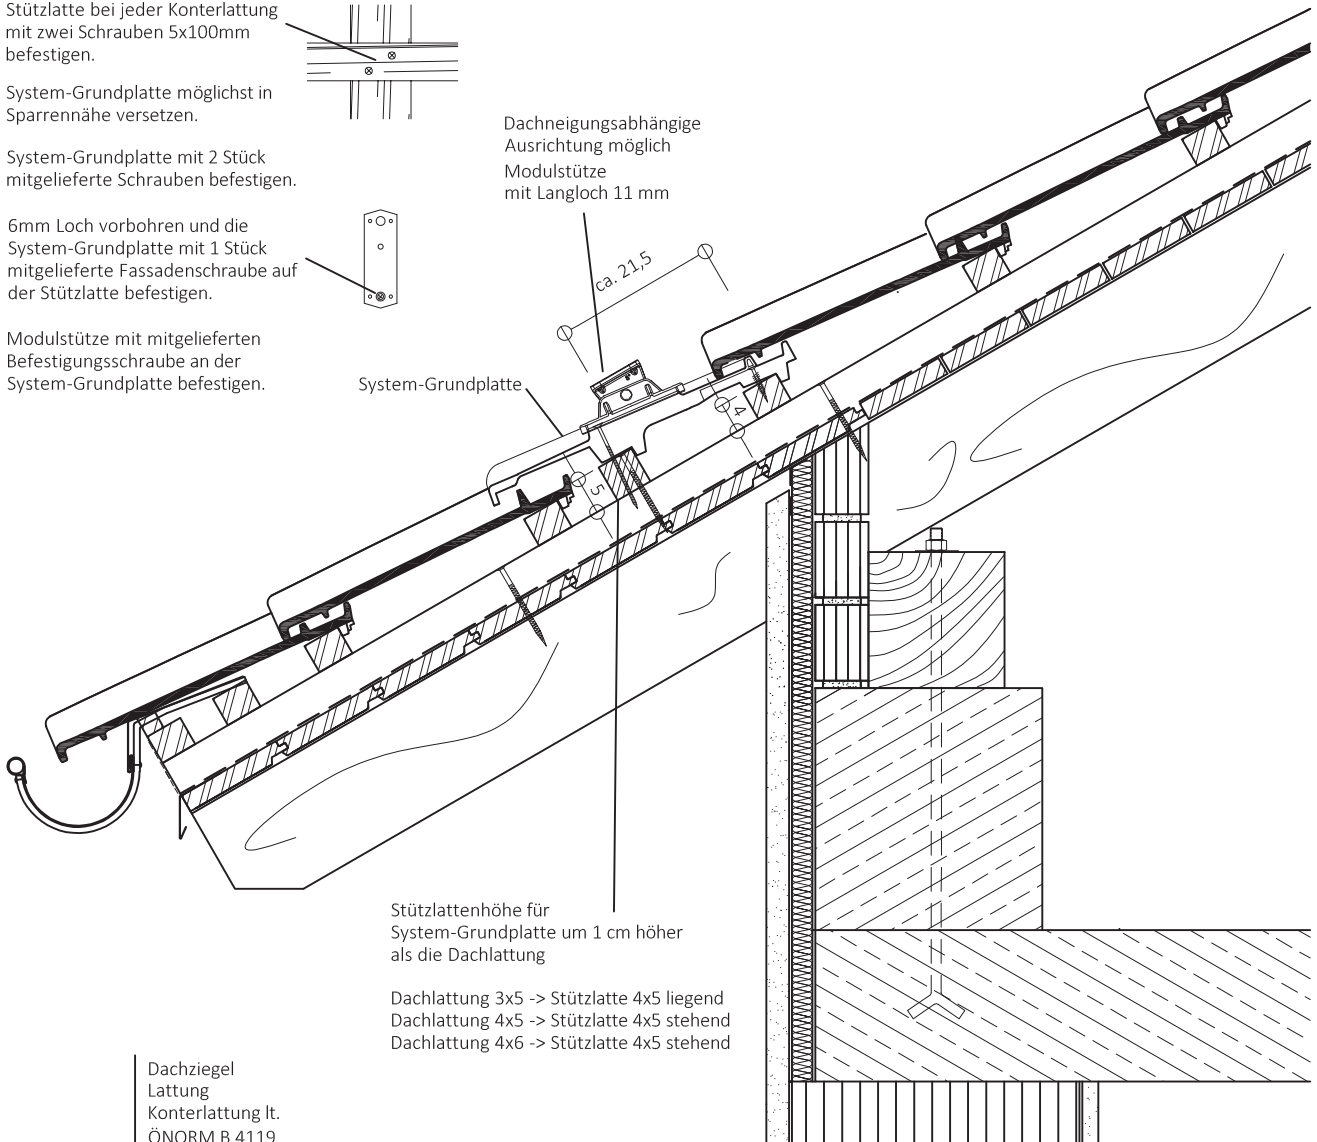 Stützlatte bei jeder Konterlattung
mit zwei Schrauben 5x100mm
befestigen.
System-Grundplatte möglichst in
Sparrennähe versetzen.
System-Grundplatte mit 2 Stück
mitgelieferte Schrauben befestigen.
6mm Loch vorbohren und die
System-Grundplatte mit 1 Stück
mitgelieferte Fassadenschraube auf
der Stützlatte befestigen.
Modulstütze mit mitgelieferten
Befestigungsschraube an der
System-Grundplatte befestigen.
Dachneigungsabhängige
Ausrichtung möglich
Modulstütze
mit Langloch 11 mm
ca. 21,5
System-Grundplatte
4
5
Stützlattenhöhe für
System-Grundplatte um 1 cm höher
als die Dachlattung
Dachlattung 3x5 -> Stützlatte 4x5 liegend
Dachlattung 4x5 -> Stützlatte 4x5 stehend
Dachlattung 4x6 -> Stützlatte 4x5 stehend
Dachziegel
Lattung
Konterlattung lt.
ÖNORM B 4119